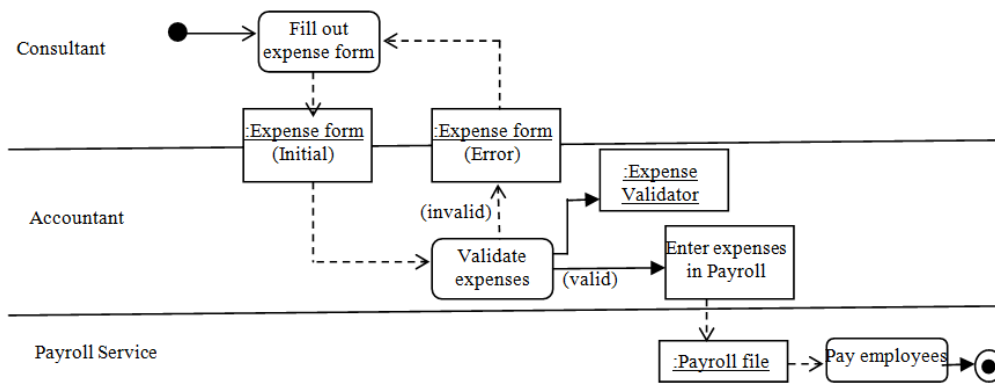 Consultant
Fill out
expense form
:Expense form
(Initial)
:Expense form
(Error)
Accountant
(invalid)
:Expense
Validator
Validate
expenses
(valid)
Enter expenses
in Payroll
Payroll Service
:Payroll file
Pay employees